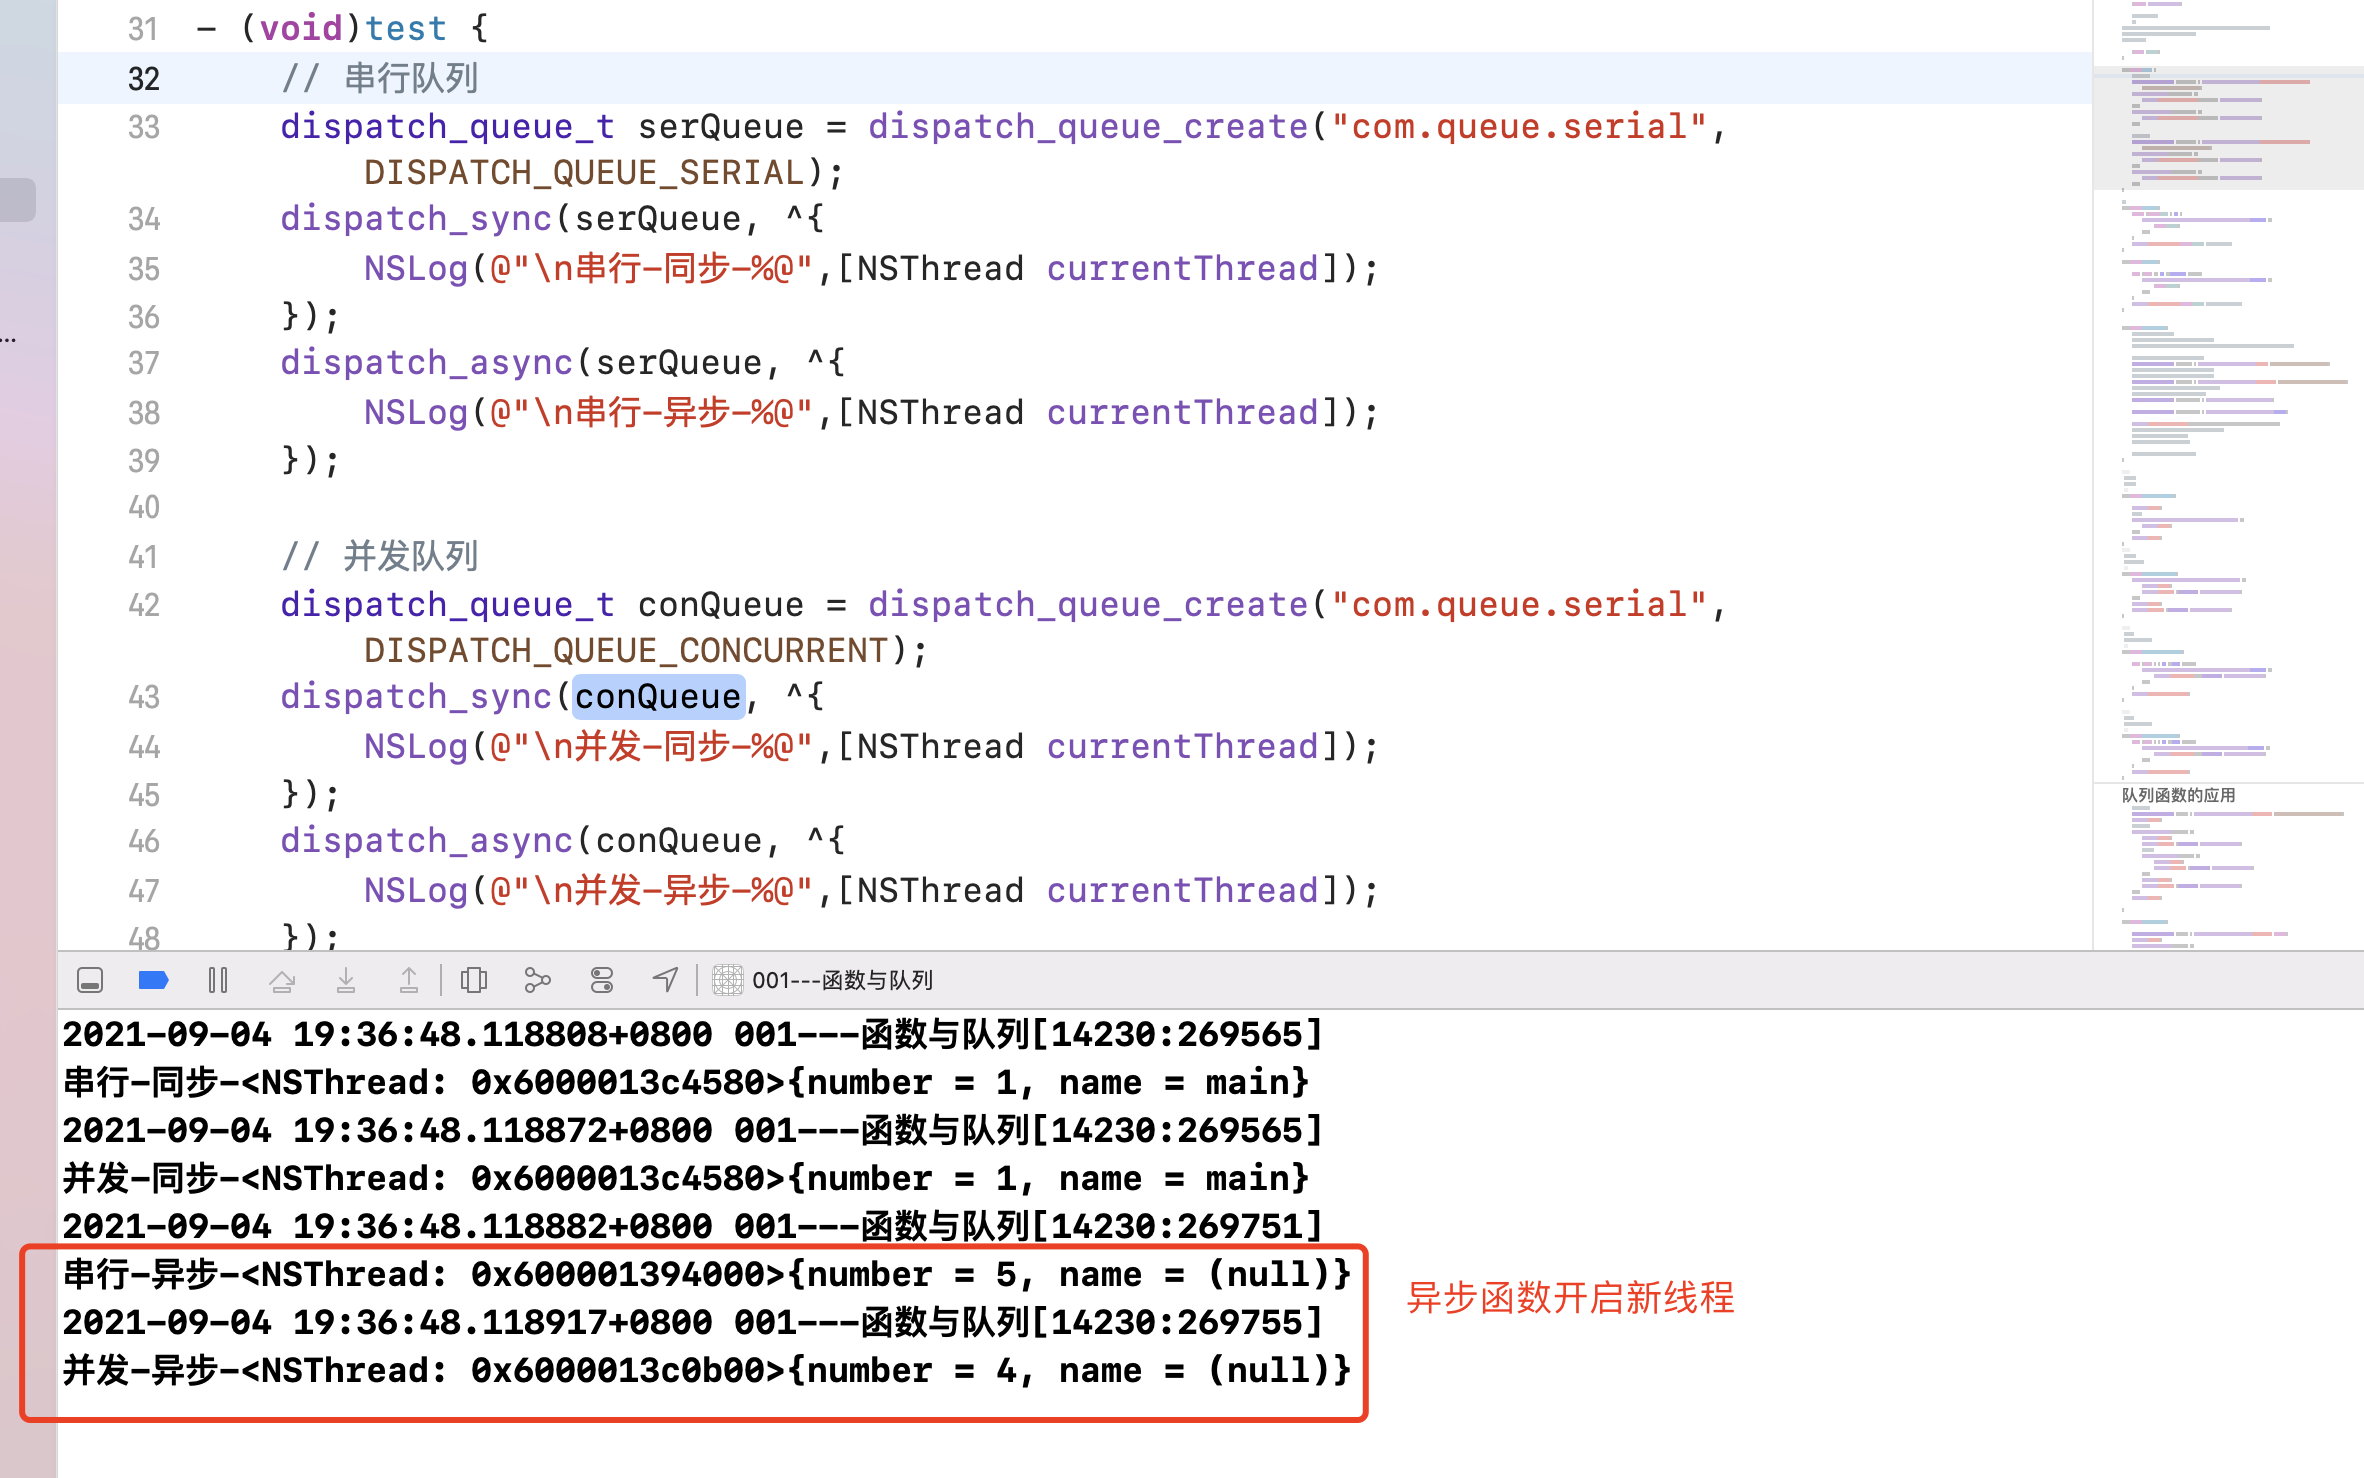 31 – (void)test {
32 // 串行队列
33 dispatch_queue_t serQueue = dispatch_queue_create("com.queue.serial",
DISPATCH_QUEUE_SERIAL);
34 dispatch_sync(serQueue, ^{
35 NSLog(@"\n串行-同步-%@",[NSThread currentThread]);
36 });
37 dispatch_async(serQueue, ^{
38 NSLog(@"\n串行-异步-%@",[NSThread currentThread]);
39 });
40
41 // 并发队列
42 dispatch_queue_t conQueue = dispatch_queue_create("com.queue.serial",
DISPATCH_QUEUE_CONCURRENT);
43 dispatch_sync(conQueue, ^{
44 NSLog(@"\n并发-同步-%@",[NSThread currentThread]);
45 });
46 dispatch_async(conQueue, ^{
47 NSLog(@"\n并发-异步-%@",[NSThread currentThread]);
48 });
...
队列函数的应用
001---函数与队列
2021-09-04 19:36:48.118808+0800 001---函数与队列[14230:269565]
串行-同步-<NSThread: 0x6000013c4580>{number = 1, name = main}
2021-09-04 19:36:48.118872+0800 001---函数与队列[14230:269565]
并发-同步-<NSThread: 0x6000013c4580>{number = 1, name = main}
2021-09-04 19:36:48.118882+0800 001---函数与队列[14230:269751]
串行-异步-<NSThread: 0x600001394000>{number = 5, name = (null)}
2021-09-04 19:36:48.118917+0800 001---函数与队列[14230:269755]
并发-异步-<NSThread: 0x6000013c0b00>{number = 4, name = (null)}
异步函数开启新线程